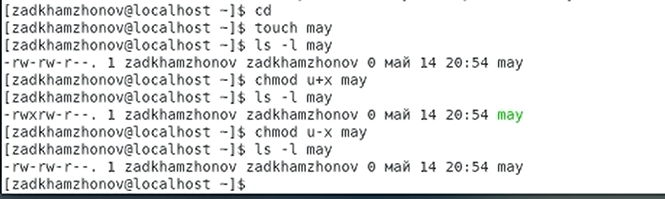 [zadkhamzhonov@localhost ~]$ cd
[zadkhamzhonov@localhost ~]$ touch may
[zadkhamzhonov@localhost ~]$ ls -l may
-rw-rw-r--. 1 zadkhamzhonov zadkhamzhonov 0 май 14 20:54 may
[zadkhamzhonov@localhost ~]$ chmod u+x may
[zadkhamzhonov@localhost ~]$ ls -l may
-rwxrw-r--. 1 zadkhamzhonov zadkhamzhonov 0 май 14 20:54 may
[zadkhamzhonov@localhost ~]$ chmod u-x may
[zadkhamzhonov@localhost ~]$ ls -l may
-rw-rw-r--. 1 zadkhamzhonov zadkhamzhonov 0 май 14 20:54 may
[zadkhamzhonov@localhost ~]$